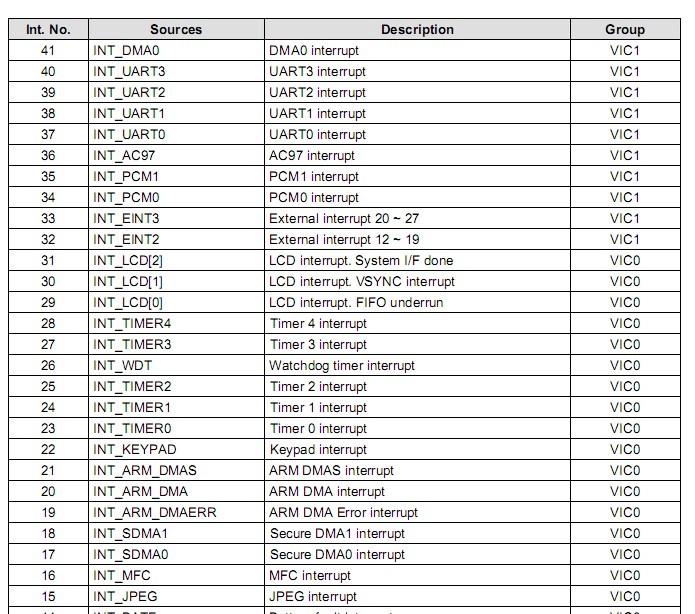 Int. No. Sources Description Group
41 INT_DMA0 DMA0 interrupt VIC1
40 INT_UART3 UART3 interrupt VIC1
39 INT_UART2 UART2 interrupt VIC1
38 INT_UART1 UART1 interrupt VIC1
37 INT_UART0 UART0 interrupt VIC1
36 INT_AC97 AC97 interrupt VIC1
35 INT_PCM1 PCM1 interrupt VIC1
34 INT_PCM0 PCM0 interrupt VIC1
33 INT_EINT3 External interrupt 20 ~ 27 VIC1
32 INT_EINT2 External interrupt 12 ~ 19 VIC1
31 INT_LCD[2] LCD interrupt. System I/F done VIC0
30 INT_LCD[1] LCD interrupt. VSYNC interrupt VIC0
29 INT_LCD[0] LCD interrupt. FIFO underrun VIC0
28 INT_TIMER4 Timer 4 interrupt VIC0
27 INT_TIMER3 Timer 3 interrupt VIC0
26 INT_WDT Watchdog timer interrupt VIC0
25 INT_TIMER2 Timer 2 interrupt VIC0
24 INT_TIMER1 Timer 1 interrupt VIC0
23 INT_TIMER0 Timer 0 interrupt VIC0
22 INT_KEYPAD Keypad interrupt VIC0
21 INT_ARM_DMAS ARM DMAS interrupt VIC0
20 INT_ARM_DMA ARM DMA interrupt VIC0
19 INT_ARM_DMAERR ARM DMA Error interrupt VIC0
18 INT_SDMA1 Secure DMA1 interrupt VIC0
17 INT_SDMA0 Secure DMA0 interrupt VIC0
16 INT_MFC MFC interrupt VIC0
15 INT_JPEG JPEG interrupt VIC0